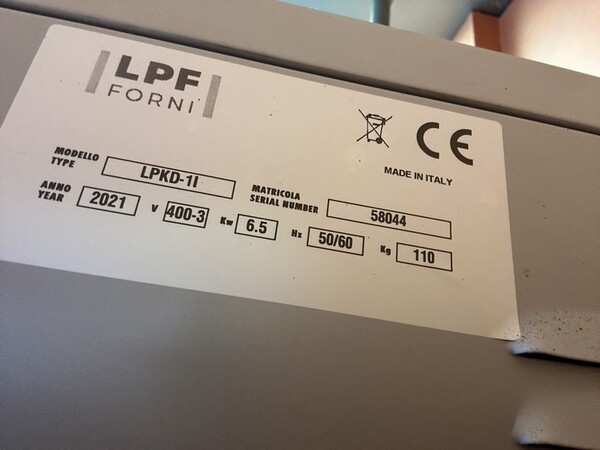 LPF
FORNI
CE
MADE IN ITALY
MODELLO
TYPE
LPKD-1I
MATRICOLA
SERIAL NUMBER
58044
ANNO
YEAR
2021
V 400-3 Kw 6.5 Hz 50/60 Kg 110